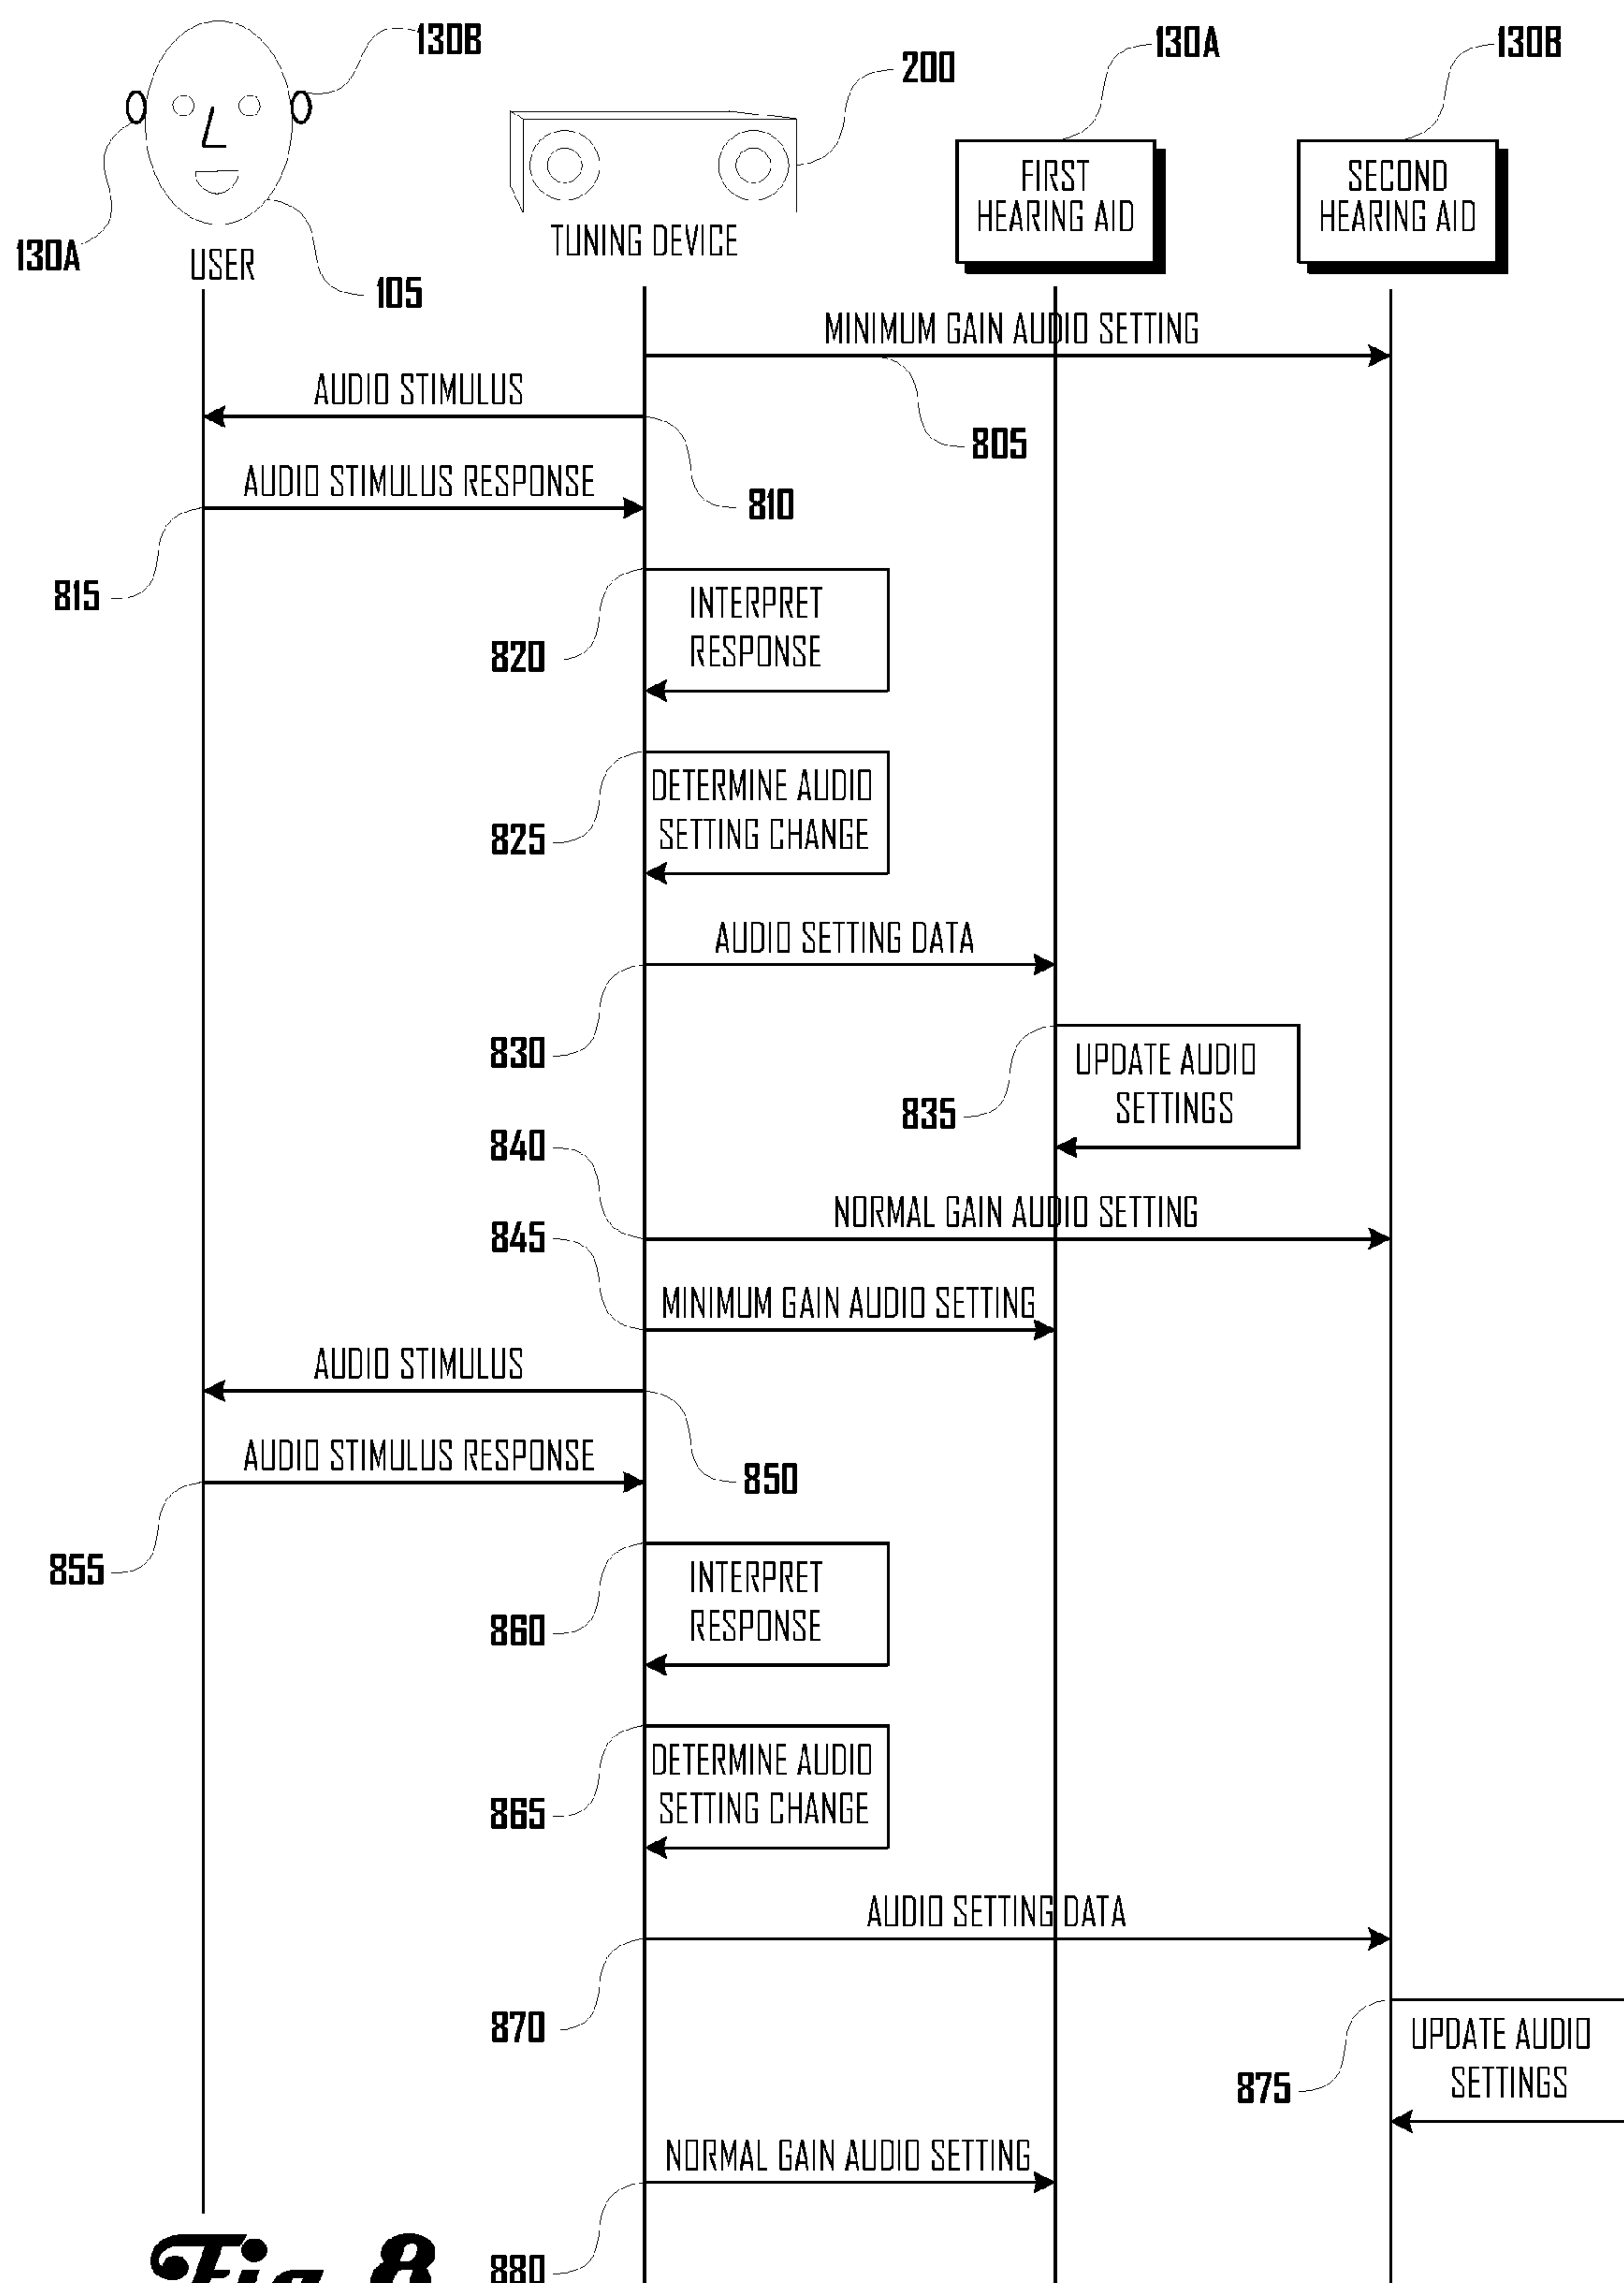 130B
200
130A
130B
FIRST
HEARING AID
SECOND
HEARING AID
TUNING DEVICE
130A
USER
105
MINIMUM GAIN AUDIO SETTING
AUDIO STIMULUS
805
AUDIO STIMULUS RESPONSE
810
815
INTERPRET
RESPONSE
820
DETERMINE AUDIO
SETTING CHANGE
825
AUDIO SETTING DATA
830
UPDATE AUDIO
SETTINGS
835
840
NORMAL GAIN AUDIO SETTING
845
MINIMUM GAIN AUDIO SETTING
AUDIO STIMULUS
AUDIO STIMULUS RESPONSE
850
855
INTERPRET
RESPONSE
860
DETERMINE AUDIO
SETTING CHANGE
865
AUDIO SETTING DATA
870
UPDATE AUDIO
SETTINGS
875
NORMAL GAIN AUDIO SETTING
880
Fig. 8